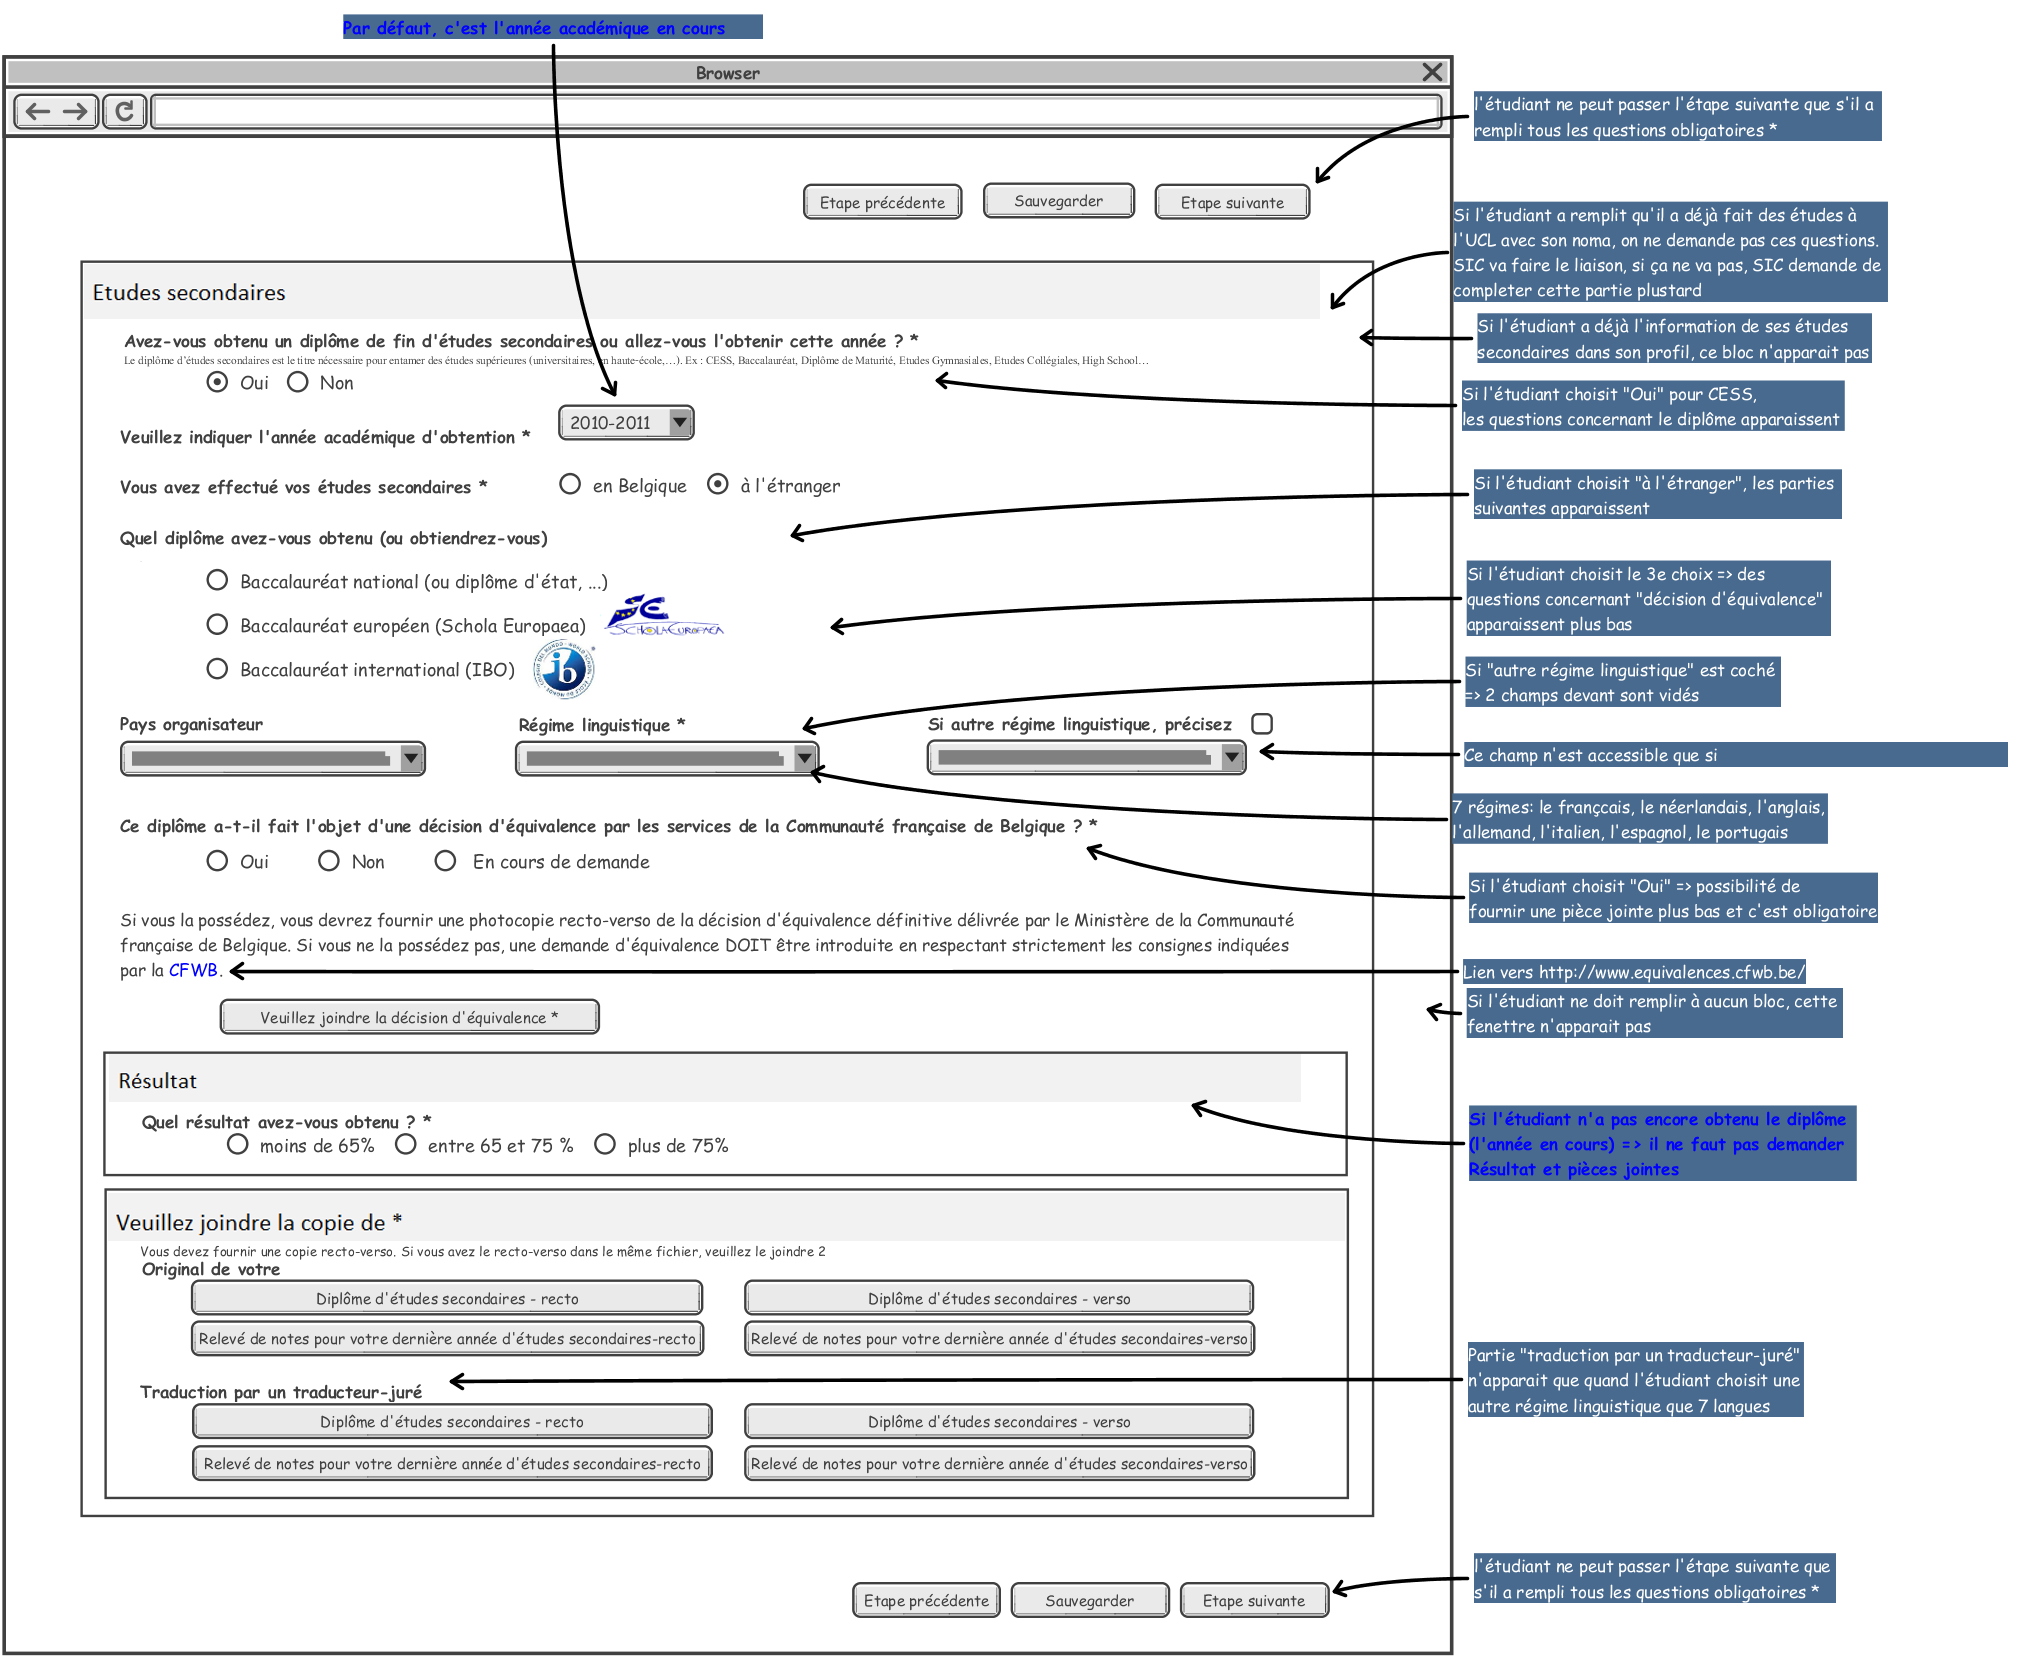 Par défaut, c'est l'année académique en cours
Browser
l'étudiant ne peut passer l'étape suivante que s'il a
rempli tous les questions obligatoires *
Etape précédente
Sauvegarder
Etape suivante
Si l'étudiant a remplit qu'il a déjà fait des études à
l'UCL avec son noma, on ne demande pas ces questions.
SIC va faire le liaison, si ça ne va pas, SIC demande de
completer cette partie plustard
Etudes secondaires
Avez-vous obtenu un diplôme de fin d'études secondaires ou allez-vous l'obtenir cette année ? *
Le diplôme d'études secondaires est le titre nécessaire pour entamer des études supérieures (universitaires, en haute-école,...). Ex : CESS, Baccalauréat, Diplôme de Maturité, Etudes Gymnasiales, Etudes Collégiales, High School...
Si l'étudiant a déjà l'information de ses études
secondaires dans son profil, ce bloc n'apparait pas
Oui
Non
Si l'étudiant choisit "Oui" pour CESS,
les questions concernant le diplôme apparaissent
Veuillez indiquer l'année académique d'obtention *
2010-2011
Vous avez effectué vos études secondaires *
en Belgique
à l'étranger
Si l'étudiant choisit "à l'étranger", les parties
suivantes apparaissent
Quel diplôme avez-vous obtenu (ou obtiendrez-vous)
Baccalauréat national (ou diplôme d'état, ...)
Baccalauréat européen (Schola Europaea)
SCHOLA EUROPAEA
Baccalauréat international (IBO)
ib
Si l'étudiant choisit le 3e choix => des
questions concernant "décision d'équivalence"
apparaissent plus bas
Si "autre régime linguistique" est coché
=> 2 champs devant sont vidés
Pays organisateur
Régime linguistique *
Si autre régime linguistique, précisez
Ce champ n'est accessible que si
7 régimes: le françcais, le néerlandais, l'anglais,
l'allemand, l'italien, l'espagnol, le portugais
Ce diplôme a-t-il fait l'objet d'une décision d'équivalence par les services de la Communauté française de Belgique ? *
Oui
Non
En cours de demande
Si l'étudiant choisit "Oui" => possibilité de
fournir une pièce jointe plus bas et c'est obligatoire
Si vous la possédez, vous devrez fournir une photocopie recto-verso de la décision d'équivalence définitive délivrée par le Ministère de la Communauté
française de Belgique. Si vous ne la possédez pas, une demande d'équivalence DOIT être introduite en respectant strictement les consignes indiquées
par la CFWB.
Lien vers http://www.equivalences.cfwb.be/
Si l'étudiant ne doit remplir à aucun bloc, cette
fenettre n'apparait pas
Veuillez joindre la décision d'équivalence *
Résultat
Quel résultat avez-vous obtenu ? *
moins de 65%
entre 65 et 75 %
plus de 75%
Si l'étudiant n'a pas encore obtenu le diplôme
(l'année en cours) => il ne faut pas demander
Résultat et pièces jointes
Veuillez joindre la copie de *
Vous devez fournir une copie recto-verso. Si vous avez le recto-verso dans le même fichier, veuillez le joindre 2
Original de votre
Diplôme d'études secondaires - recto
Diplôme d'études secondaires - verso
Relevé de notes pour votre dernière année d'études secondaires-recto
Relevé de notes pour votre dernière année d'études secondaires-verso
Traduction par un traducteur-juré
Partie "traduction par un traducteur-juré"
n'apparait que quand l'étudiant choisit une
autre régime linguistique que 7 langues
Diplôme d'études secondaires - recto
Diplôme d'études secondaires - verso
Relevé de notes pour votre dernière année d'études secondaires-recto
Relevé de notes pour votre dernière année d'études secondaires-verso
l'étudiant ne peut passer l'étape suivante que
s'il a rempli tous les questions obligatoires *
Etape précédente
Sauvegarder
Etape suivante